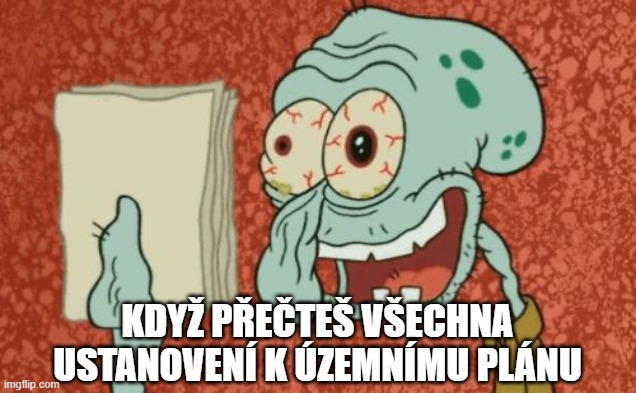 KDYŽ PŘEČTEŠ VŠECHNA
USTANOVENÍ K ÚZEMNÍMU PLÁNU
imgflip.com